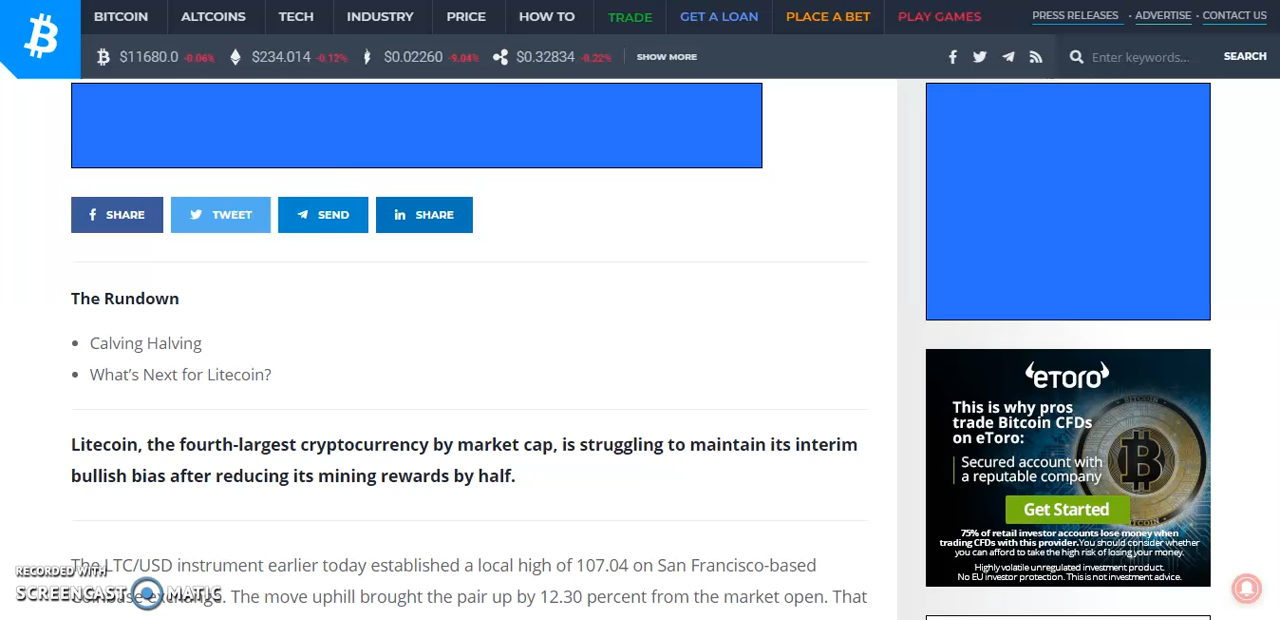 BITCOIN ALTCOINS TECH INDUSTRY PRICE HOW TO TRADE GET A LOAN PLACE A BET PLAY GAMES PRESS RELEASES • ADVERTISE • CONTACT US
$11680.0 -0.06% $234.014 -0.12% $0.02260 -9.04% $0.32834 -0.22% SHOW MORE Enter keywords... SEARCH
SHARE TWEET SEND SHARE
The Rundown
• Calving Halving
• What's Next for Litecoin?
Litecoin, the fourth-largest cryptocurrency by market cap, is struggling to maintain its interim
bullish bias after reducing its mining rewards by half.
The LTC/USD instrument earlier today established a local high of 107.04 on San Francisco-based
Coinbase exchange. The move uphill brought the pair up by 12.30 percent from the market open. That
eToro
This is why pros
trade Bitcoin CFDs
on eToro:
Secured account with
a reputable company
Get Started
75% of retail investor accounts lose money when
trading CFDs with this provider. You should consider whether
you can afford to take the high risk of losing your money.
Highly volatile unregulated investment product.
No EU investor protection. This is not investment advice.
RECORDED WITH
SCREENCAST MATIC